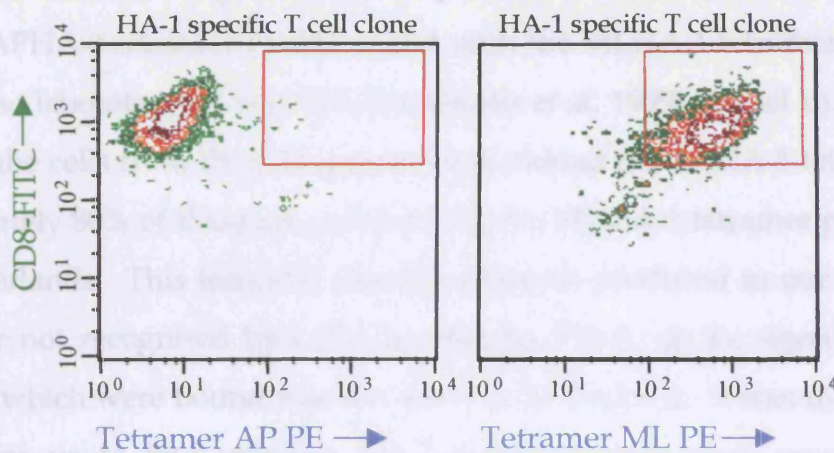 HA-1 specific T cell clone HA-1 specific T cell clone
CD8 FITC
10⁴
10³
10²
10¹
10⁰
10⁰ 10¹ 10² 10³ 10⁴ 10⁰ 10¹ 10² 10³ 10⁴
Tetramer AP PE Tetramer ML PE